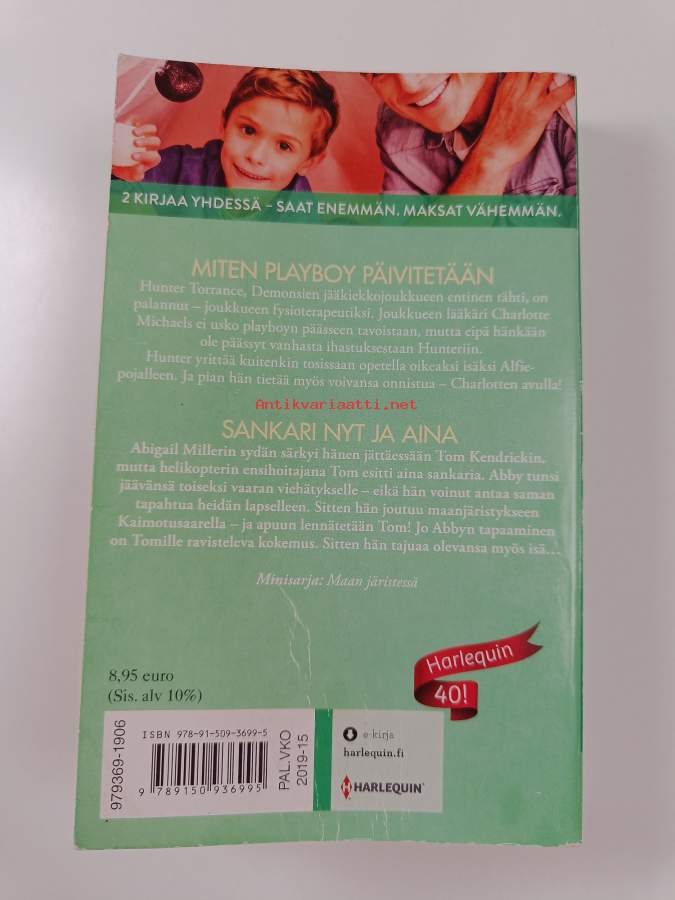 2 KIRJAA YHDESSÄ – SAAT ENEMMÄN. MAKSAT VÄHEMMÄN.
MITEN PLAYBOY PÄIVITETÄÄN
Hunter Torrance, Demonsien jääkiekkojoukkueen entinen tähti, on
palannut – joukkueen fysioterapeutiksi. Joukkueen lääkäri Charlotte
Michaels ei usko playboyn päässeen tavoistaan, mutta eipä hänkään
ole päässyt vanhasta ihastuksestaan Hunteriin.
Hunter yrittää kuitenkin tosissaan opetella oikeaksi isäksi Alfie-
pojalleen. Ja pian hän tietää myös voivansa onnistua – Charlotten avulla!
Antikvariaatti.net
SANKARI NYT JA AINA
Abigail Millerin sydän särkyi hänen jättäessään Tom Kendrickin,
mutta helikopterin ensihoitajana Tom esitti aina sankaria. Abby tunsi
jäävänsä toiseksi vaaran viehätykselle – eikä hän voinut antaa saman
tapahtua heidän lapselleen. Sitten hän joutuu maanjäristykseen
Kaimotusaarella – ja apuun lennätetään Tom! Jo Abbyn tapaaminen
on Tomille ravisteleva kokemus. Sitten hän tajuaa olevansa myös isä…
Minisarja: Maan järistessä
Harlequin
40!
8,95 euro
(Sis. alv 10%)
979369-1906
ISBN 978-91-509-3699-5
9 789150 936995
PAL.VKO
2019-15
e-kirja
harlequin.fi
HARLEQUIN™